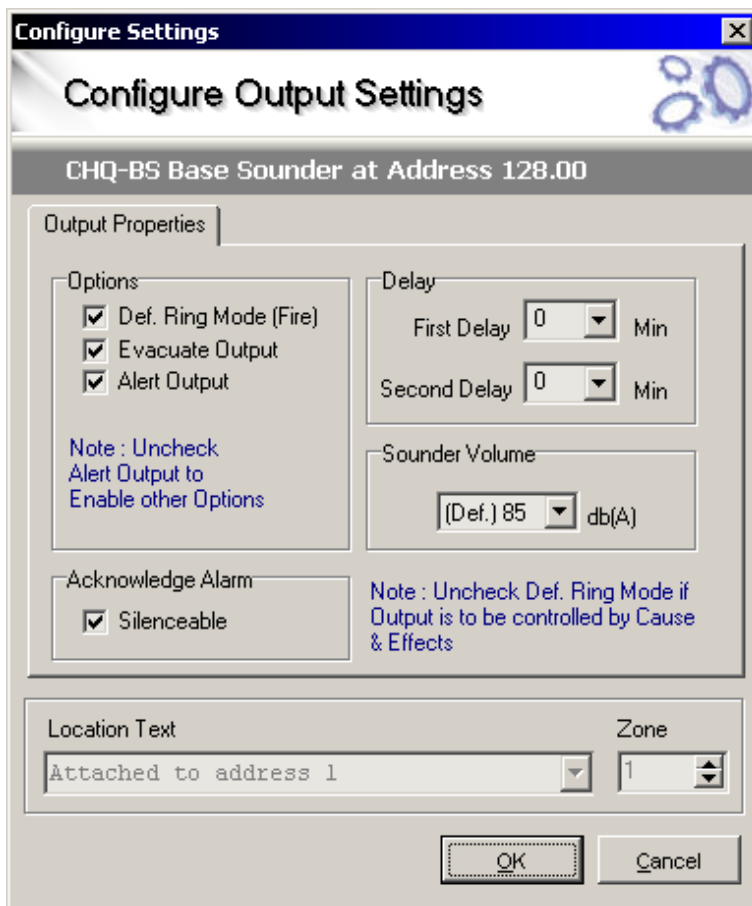 Configure Settings
Configure Output Settings
CHQ-BS Base Sounder at Address 128.00
Output Properties
Options
Def. Ring Mode (Fire)
Evacuate Output
Alert Output
Note : Uncheck
Alert Output to
Enable other Options
Delay
First Delay 0 Min
Second Delay 0 Min
Sounder Volume
(Def.) 85 db(A)
Acknowledge Alarm
Silenceable
Note : Uncheck Def. Ring Mode if
Output is to be controlled by Cause
& Effects
Location Text
Attached to address 1
Zone
1
OK
Cancel